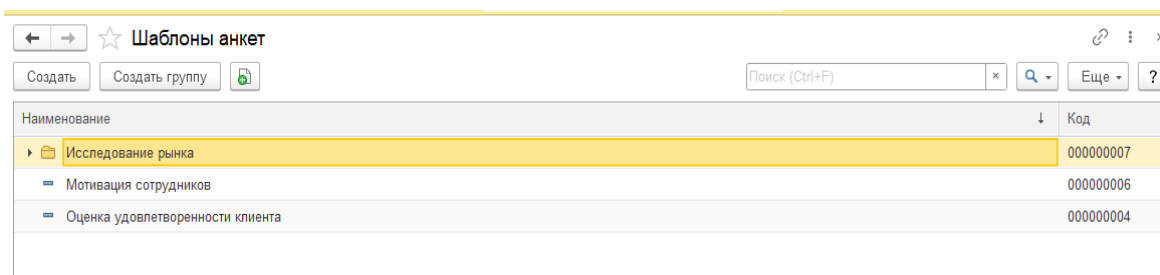 Шаблоны анкет
Создать Создать группу Поиск (Ctrl+F) × Еще ?
Наименование ↓ Код
Исследование рынка 000000007
Мотивация сотрудников 000000006
Оценка удовлетворенности клиента 000000004